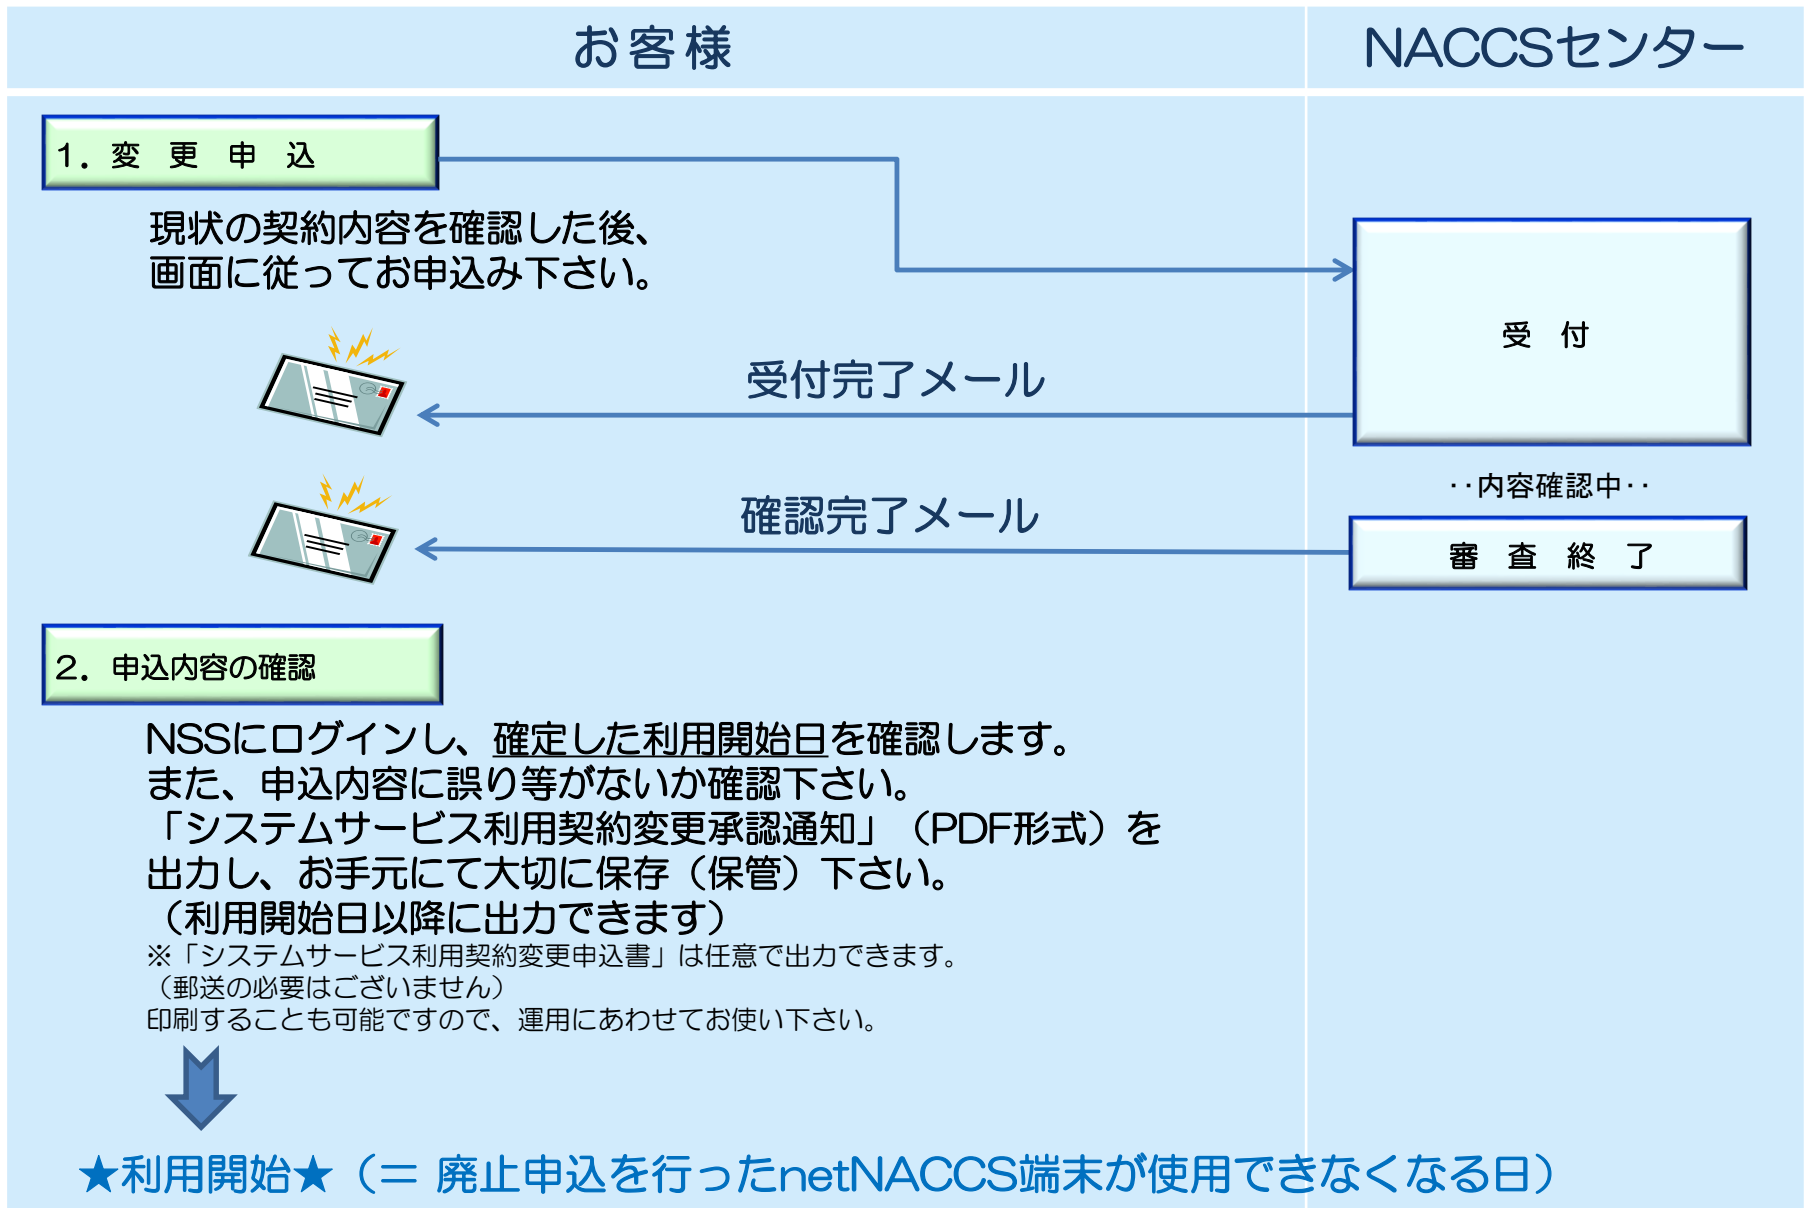 お客様
NACCSセンター
1．変　更　申　込
現状の契約内容を確認した後、
画面に従ってお申込み下さい。
受　付
受付完了メール
‥内容確認中‥
確認完了メール
審　査　終　了
2．申込内容の確認
NSSにログインし、確定した利用開始日を確認します。
また、申込内容に誤り等がないか確認下さい。
「システムサービス利用契約変更承認通知」（PDF形式）を
出力し、お手元にて大切に保存（保管）下さい。
（利用開始日以降に出力できます）
※「システムサービス利用契約変更申込書」は任意で出力できます。
（郵送の必要はございません）
印刷することも可能ですので、運用にあわせてお使い下さい。
★利用開始★（＝ 廃止申込を行ったnetNACCS端末が使用できなくなる日）